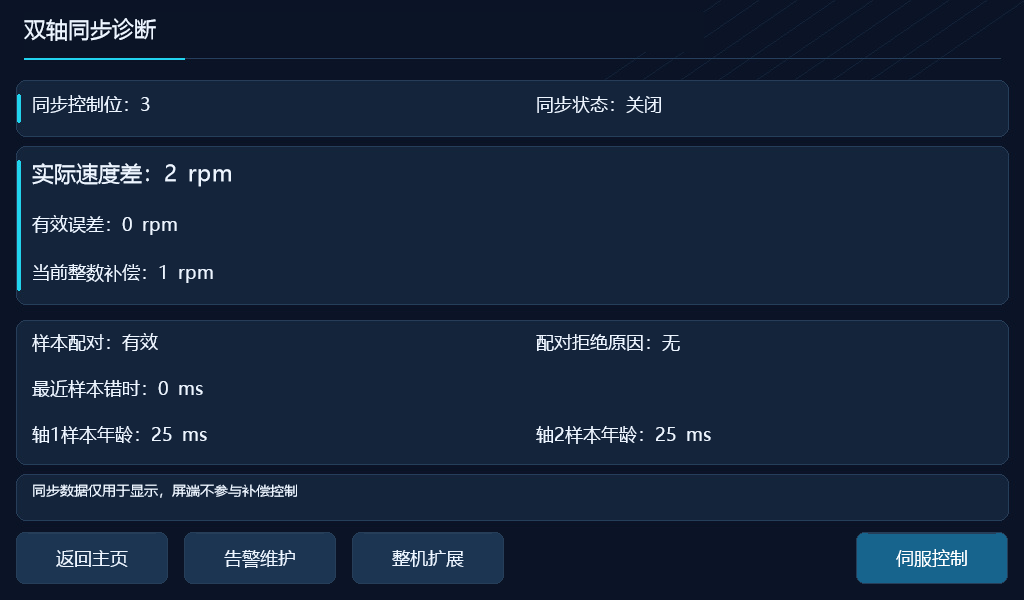 双轴同步诊断
同步控制位：3 同步状态：关闭
实际速度差：2 rpm
有效误差：0 rpm
当前整数补偿：1 rpm
样本配对：有效 配对拒绝原因：无
最近样本错时：0 ms
轴1样本年龄：25 ms 轴2样本年龄：25 ms
同步数据仅用于显示，屏端不参与补偿控制
返回主页 告警维护 整机扩展 伺服控制